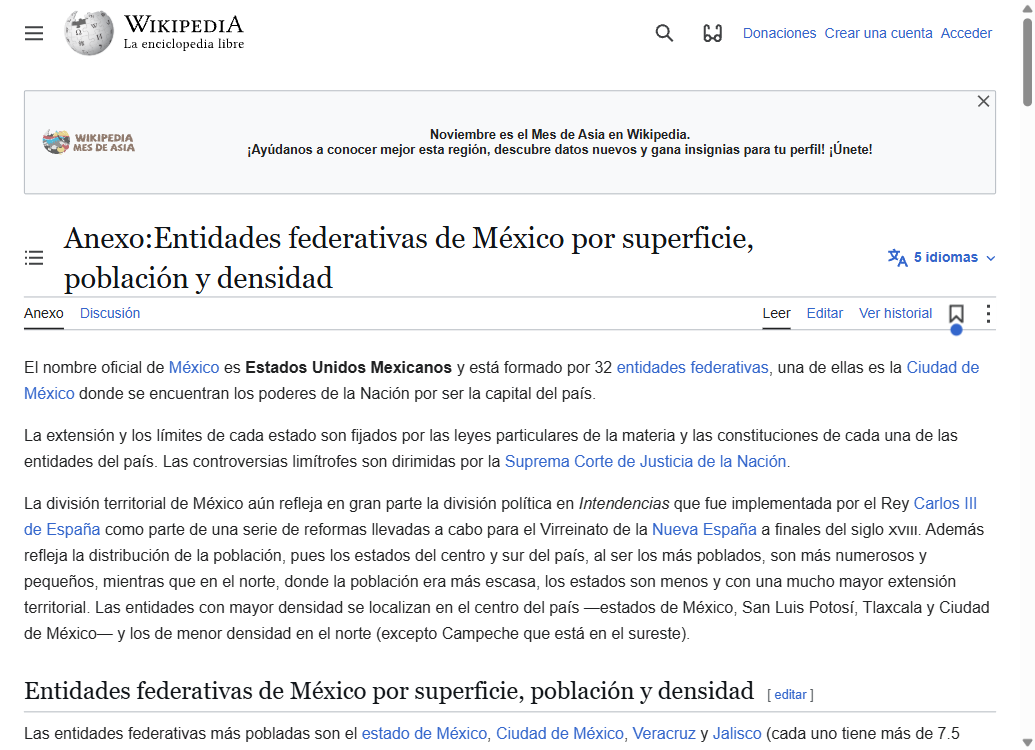 WIKIPEDIA
La enciclopedia libre
Donaciones Crear una cuenta Acceder
WIKIPEDIA
MES DE ASIA
Noviembre es el Mes de Asia en Wikipedia.
¡Ayúdanos a conocer mejor esta región, descubre datos nuevos y gana insignias para tu perfil! ¡Únete!
Anexo:Entidades federativas de México por superficie,
población y densidad
5 idiomas
Anexo Discusión Leer Editar Ver historial
El nombre oficial de México es Estados Unidos Mexicanos y está formado por 32 entidades federativas, una de ellas es la Ciudad de
México donde se encuentran los poderes de la Nación por ser la capital del país.
La extensión y los límites de cada estado son fijados por las leyes particulares de la materia y las constituciones de cada una de las
entidades del país. Las controversias limítrofes son dirimidas por la Suprema Corte de Justicia de la Nación.
La división territorial de México aún refleja en gran parte la división política en Intendencias que fue implementada por el Rey Carlos III
de España como parte de una serie de reformas llevadas a cabo para el Virreinato de la Nueva España a finales del siglo XVIII. Además
refleja la distribución de la población, pues los estados del centro y sur del país, al ser los más poblados, son más numerosos y
pequeños, mientras que en el norte, donde la población era más escasa, los estados son menos y con una mucho mayor extensión
territorial. Las entidades con mayor densidad se localizan en el centro del país —estados de México, San Luis Potosí, Tlaxcala y Ciudad
de México— y los de menor densidad en el norte (excepto Campeche que está en el sureste).
Entidades federativas de México por superficie, población y densidad [ editar ]
Las entidades federativas más pobladas son el estado de México, Ciudad de México, Veracruz y Jalisco (cada uno tiene más de 7.5